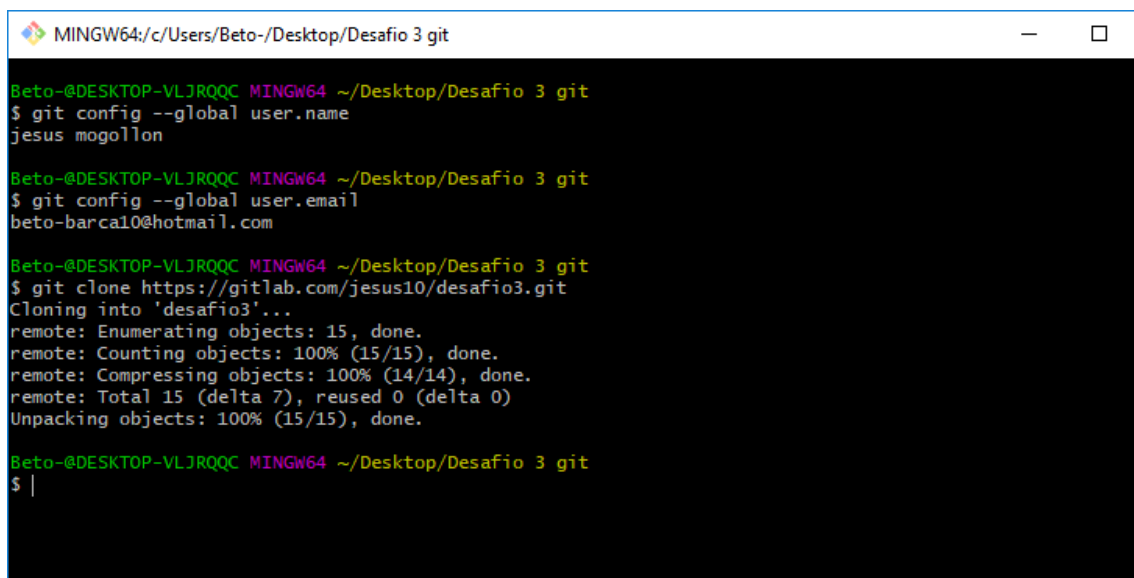 MINGW64:/c/Users/Beto-/Desktop/Desafio 3 git
Beto-@DESKTOP-VLJRQQC MINGW64 ~/Desktop/Desafio 3 git
$ git config --global user.name
jesus mogollon
Beto-@DESKTOP-VLJRQQC MINGW64 ~/Desktop/Desafio 3 git
$ git config --global user.email
beto-barca10@hotmail.com
Beto-@DESKTOP-VLJRQQC MINGW64 ~/Desktop/Desafio 3 git
$ git clone https://gitlab.com/jesus10/desafio3.git
Cloning into 'desafio3'...
remote: Enumerating objects: 15, done.
remote: Counting objects: 100% (15/15), done.
remote: Compressing objects: 100% (14/14), done.
remote: Total 15 (delta 7), reused 0 (delta 0)
Unpacking objects: 100% (15/15), done.
Beto-@DESKTOP-VLJRQQC MINGW64 ~/Desktop/Desafio 3 git
$